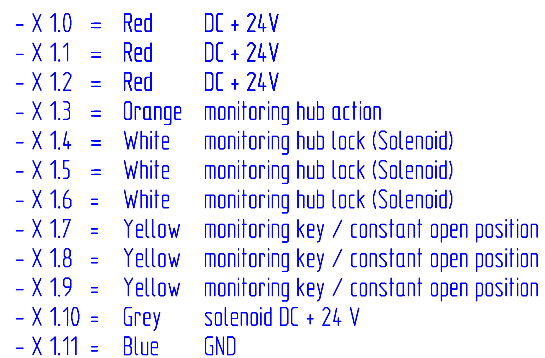 - X 1.0 = Red DC + 24V
- X 1.1 = Red DC + 24V
- X 1.2 = Red DC + 24V
- X 1.3 = Orange monitoring hub action
- X 1.4 = White monitoring hub lock (Solenoid)
- X 1.5 = White monitoring hub lock (Solenoid)
- X 1.6 = White monitoring hub lock (Solenoid)
- X 1.7 = Yellow monitoring key / constant open position
- X 1.8 = Yellow monitoring key / constant open position
- X 1.9 = Yellow monitoring key / constant open position
- X 1.10 = Grey solenoid DC + 24 V
- X 1.11 = Blue GND